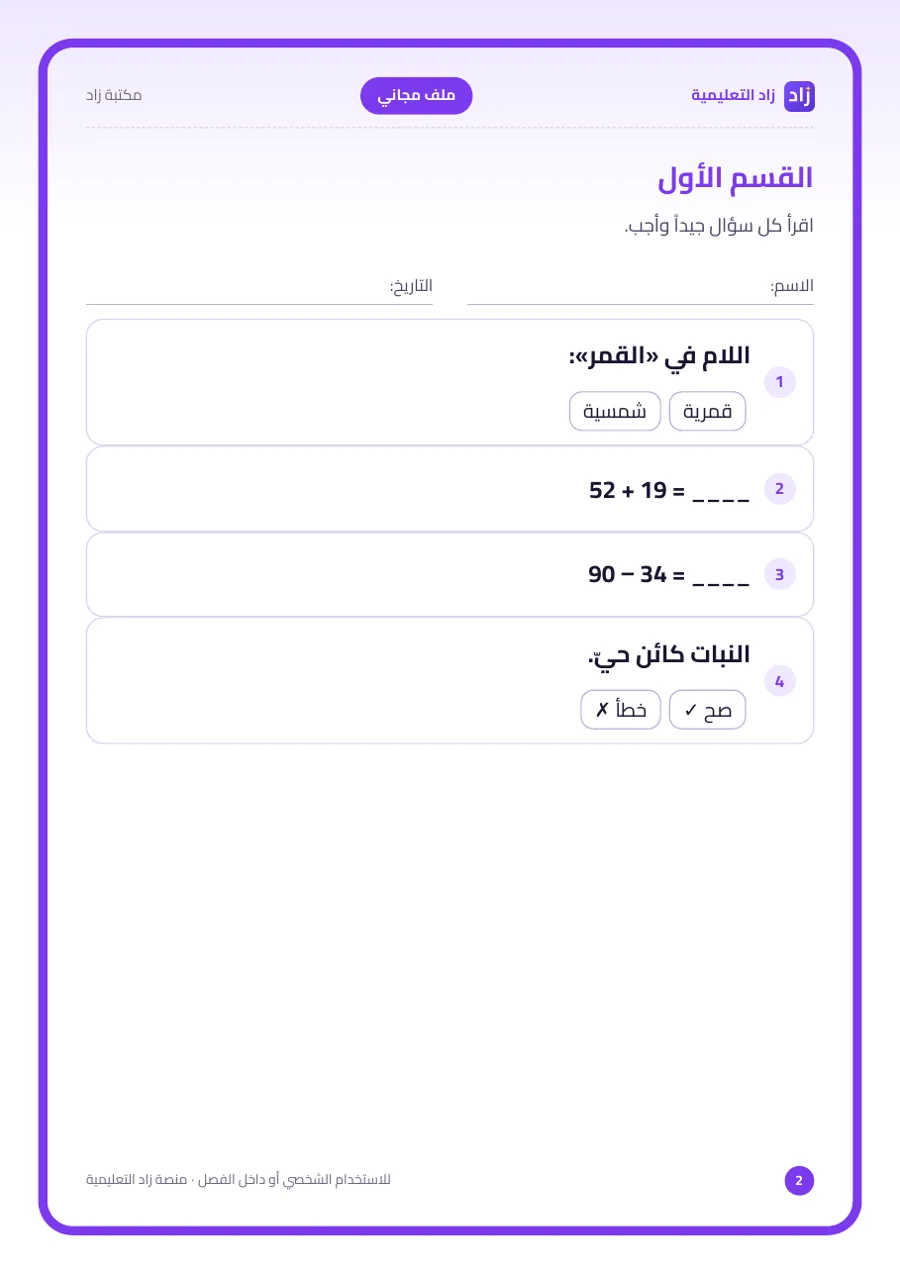 زاد زاد التعليمية
ملف مجاني
مكتبة زاد
القسم الأول
اقرأ كل سؤال جيداً وأجب.
الاسم:
التاريخ:
1
اللام في «القمر»:
قمرية
شمسية
2
52 + 19 = ____
3
90 − 34 = ____
4
النبات كائن حيّ.
صح ✓
خطأ ✗
2
للاستخدام الشخصي أو داخل الفصل · منصة زاد التعليمية